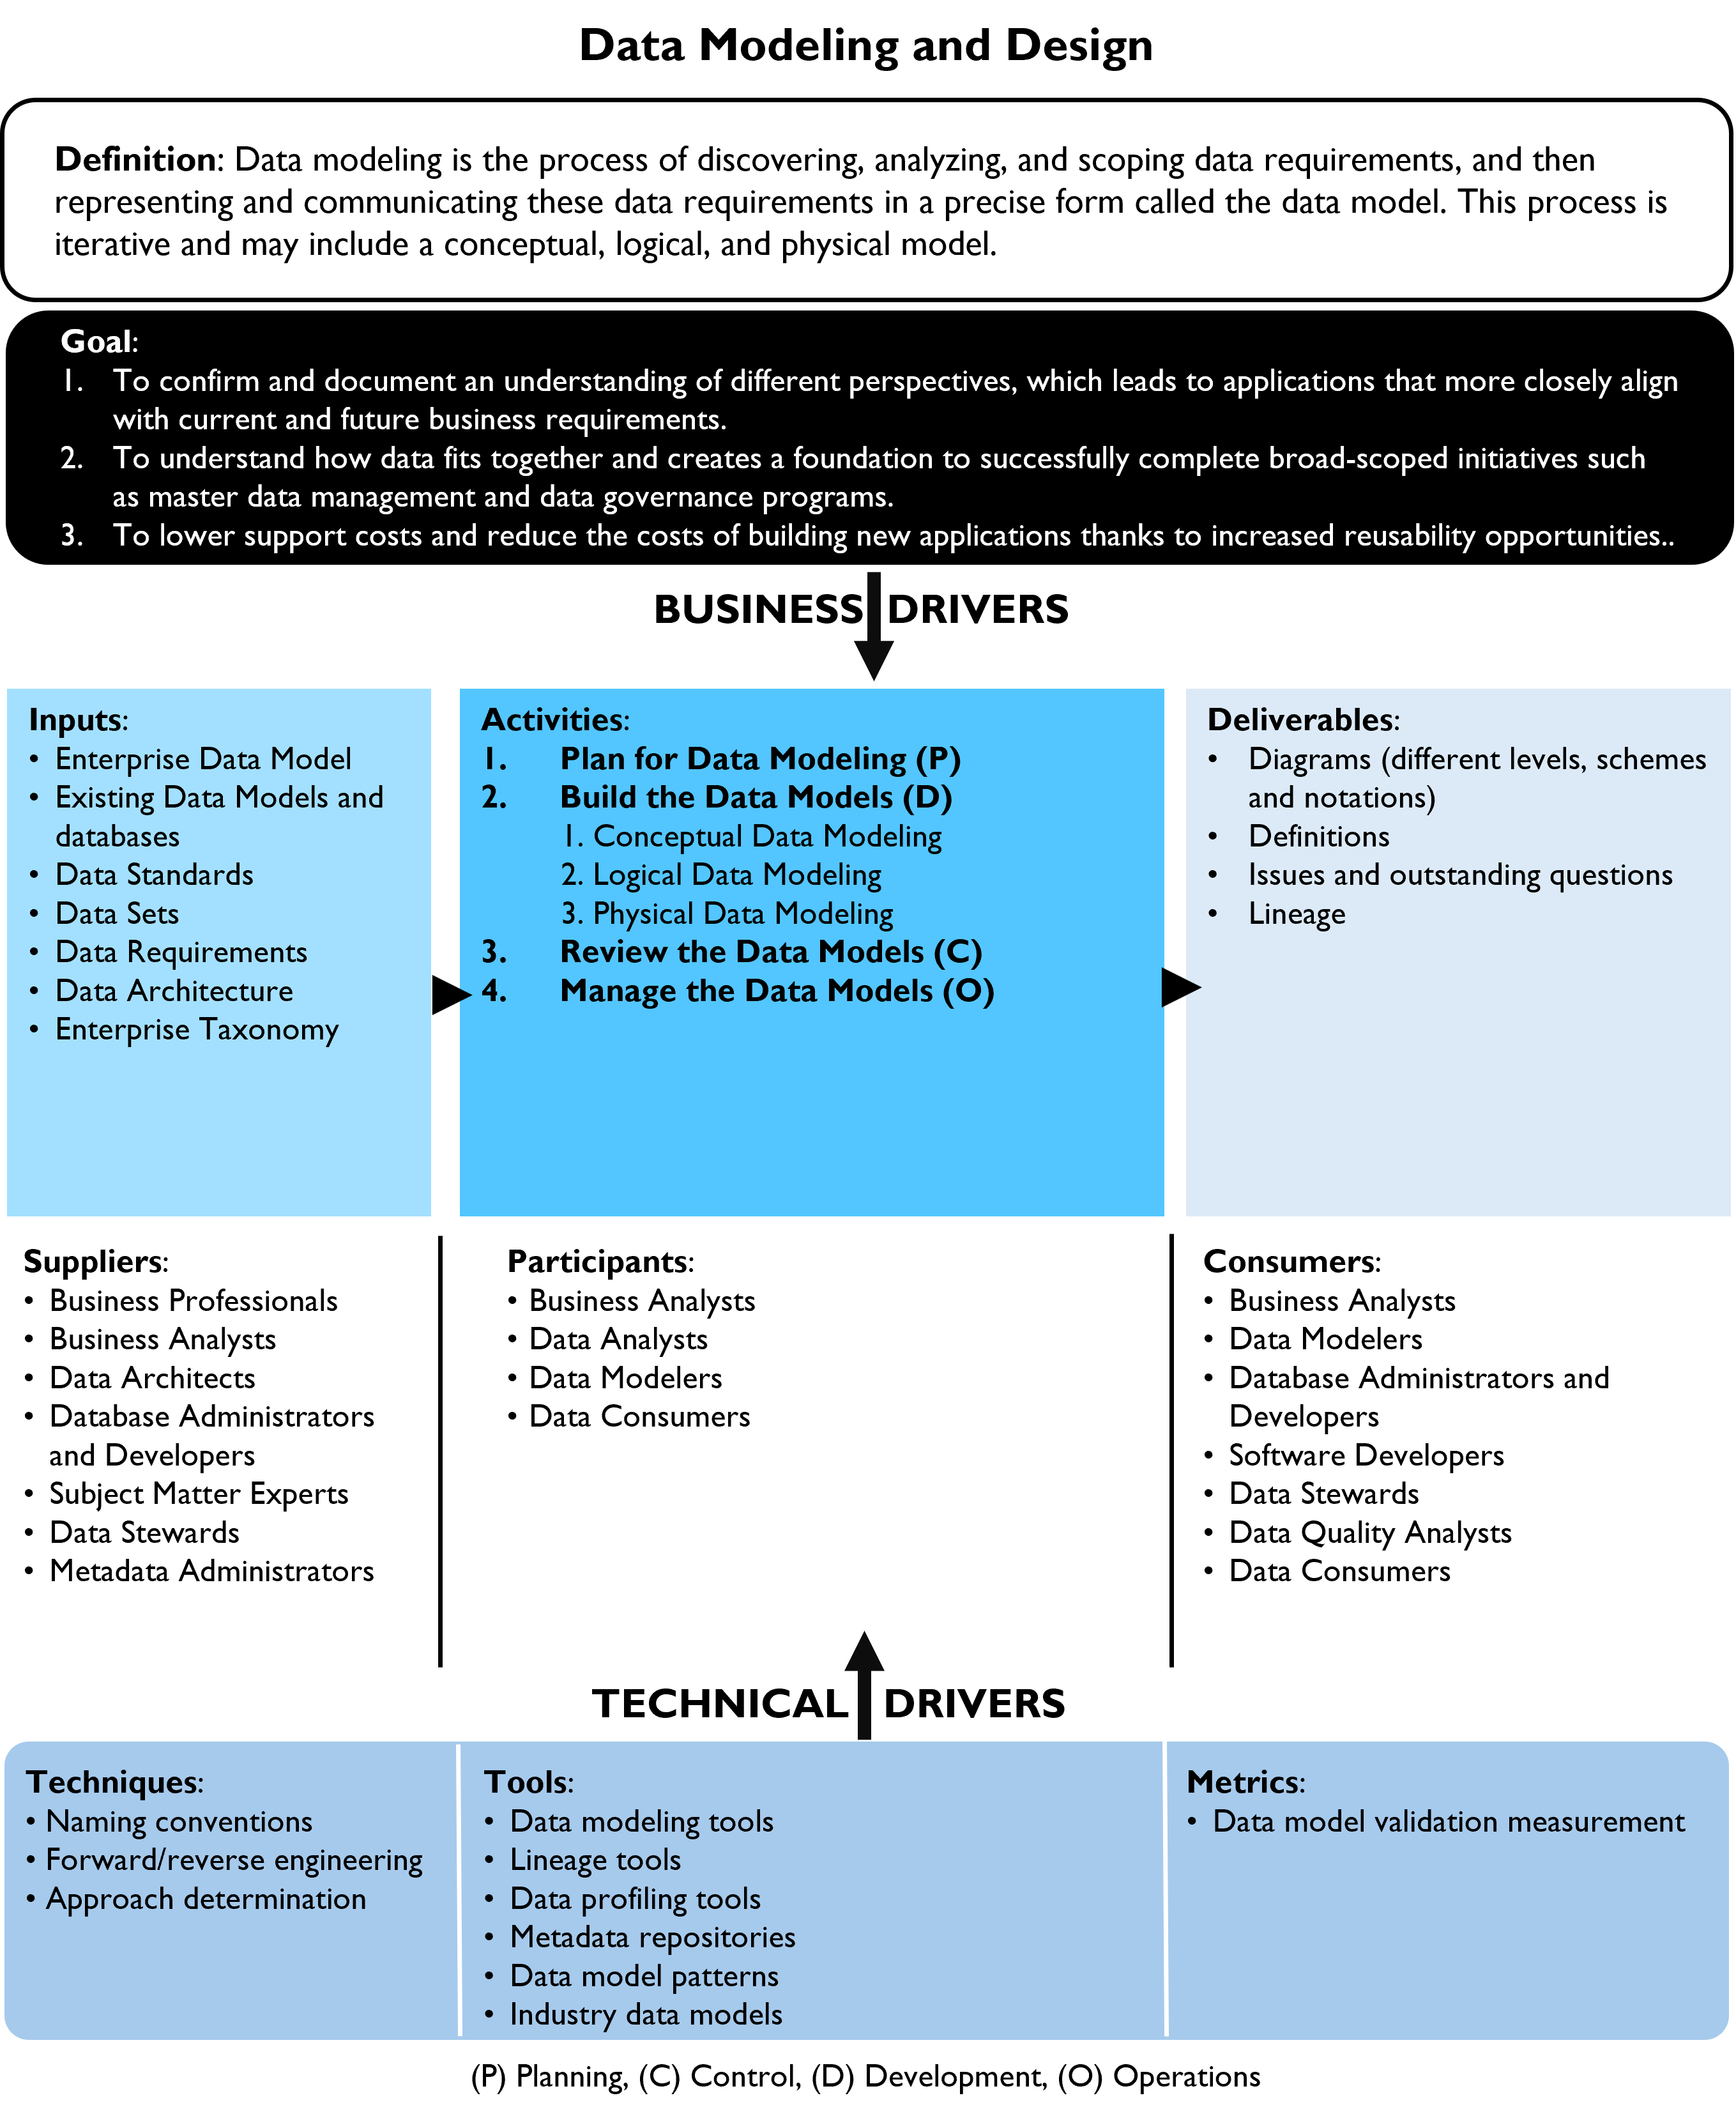 Data Modeling and Design
Definition: Data modeling is the process of discovering, analyzing, and scoping data requirements, and then
representing and communicating these data requirements in a precise form called the data model. This process is
iterative and may include a conceptual, logical, and physical model.
Goal:
1. To confirm and document an understanding of different perspectives, which leads to applications that more closely align
with current and future business requirements.
2. To understand how data fits together and creates a foundation to successfully complete broad-scoped initiatives such
as master data management and data governance programs.
3. To lower support costs and reduce the costs of building new applications thanks to increased reusability opportunities..
BUSINESS DRIVERS
Inputs:
• Enterprise Data Model
• Existing Data Models and
databases
• Data Standards
• Data Sets
• Data Requirements
• Data Architecture
• Enterprise Taxonomy
Activities:
1. Plan for Data Modeling (P)
2. Build the Data Models (D)
1. Conceptual Data Modeling
2. Logical Data Modeling
3. Physical Data Modeling
3. Review the Data Models (C)
4. Manage the Data Models (O)
Deliverables:
• Diagrams (different levels, schemes
and notations)
• Definitions
• Issues and outstanding questions
• Lineage
Suppliers:
• Business Professionals
• Business Analysts
• Data Architects
• Database Administrators
and Developers
• Subject Matter Experts
• Data Stewards
• Metadata Administrators
Participants:
• Business Analysts
• Data Analysts
• Data Modelers
• Data Consumers
Consumers:
• Business Analysts
• Data Modelers
• Database Administrators and
Developers
• Software Developers
• Data Stewards
• Data Quality Analysts
• Data Consumers
TECHNICAL DRIVERS
Techniques:
• Naming conventions
• Forward/reverse engineering
• Approach determination
Tools:
• Data modeling tools
• Lineage tools
• Data profiling tools
• Metadata repositories
• Data model patterns
• Industry data models
Metrics:
• Data model validation measurement
(P) Planning, (C) Control, (D) Development, (O) Operations